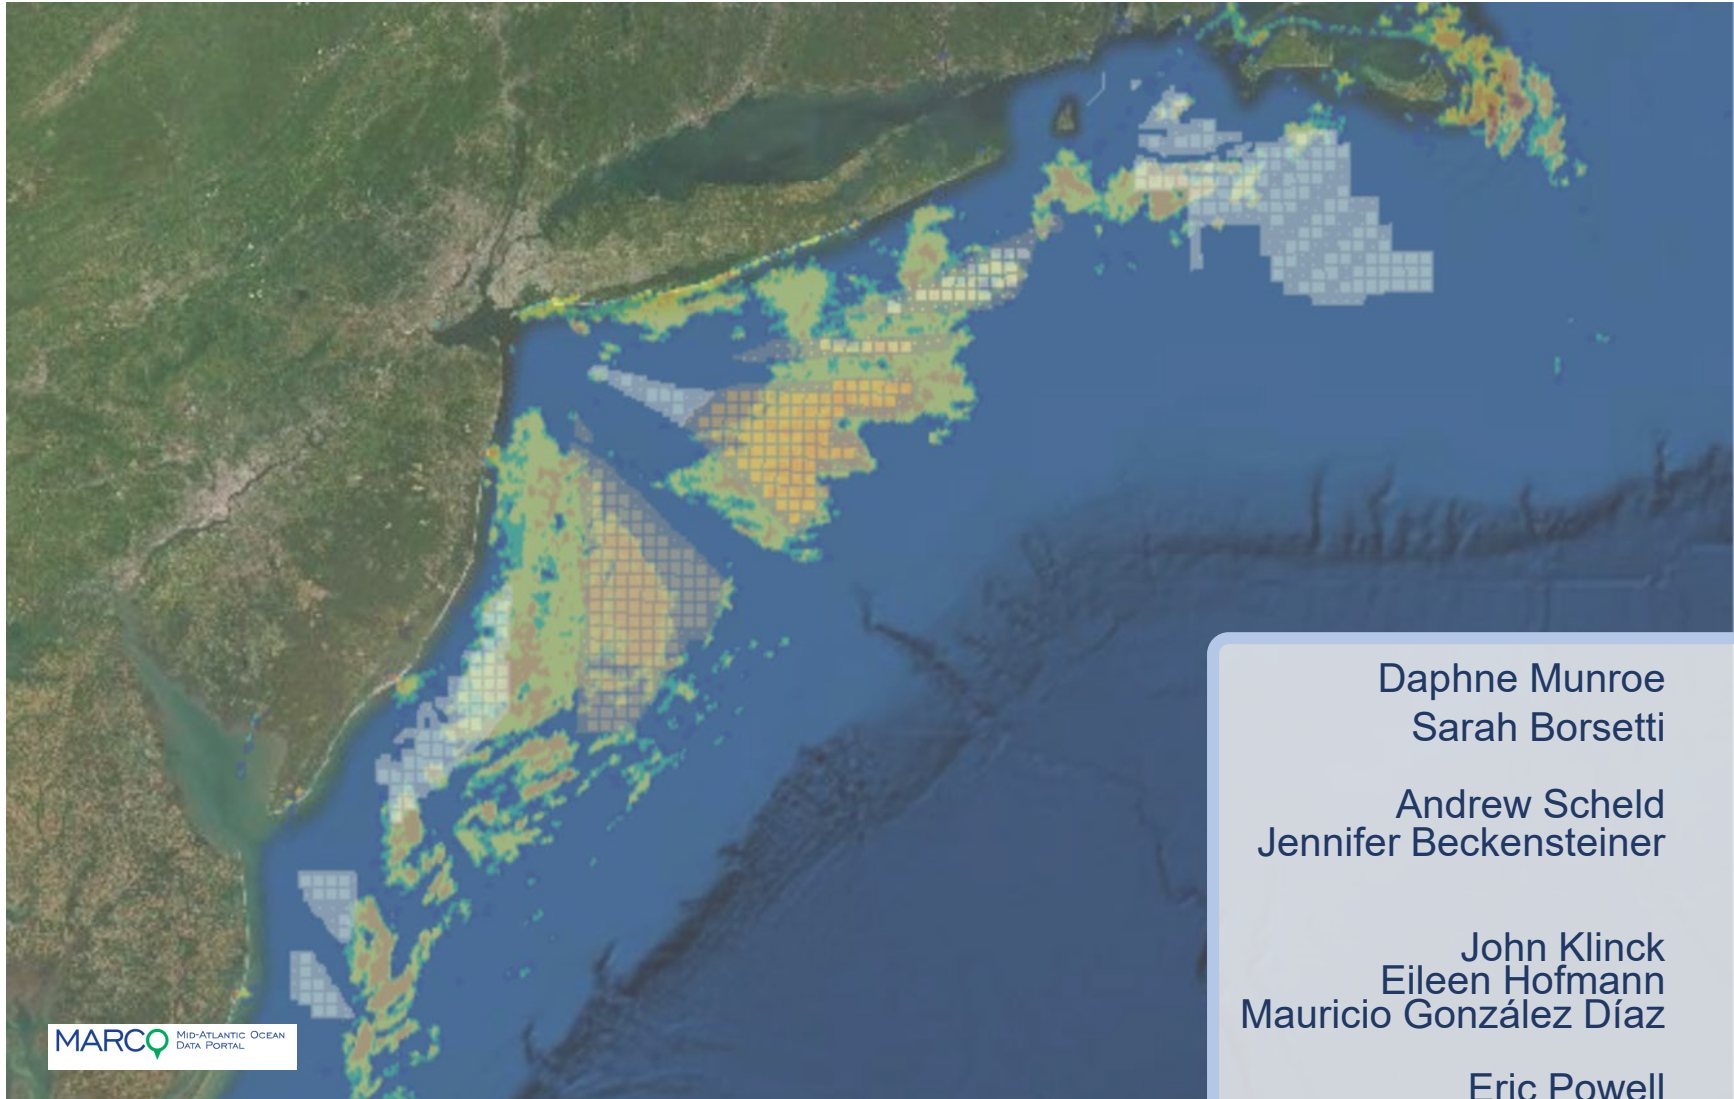 Daphne Munroe
Sarah Borsetti
Andrew Scheld
Jennifer Beckensteiner
John Klinck
Eileen Hofmann
Mauricio González Díaz
Eric Powell
MARCO MID-ATLANTIC OCEAN
DATA PORTAL